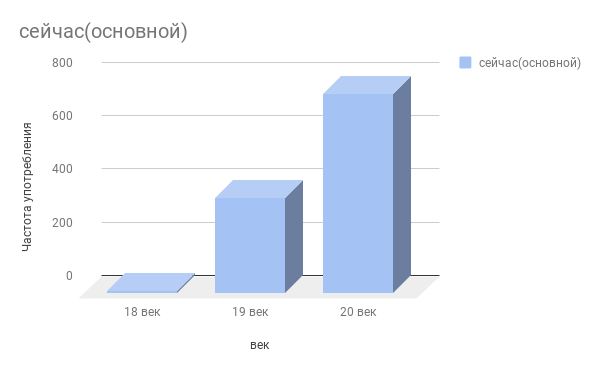 сейчас(основной)
800
600
400
200
0
Частота употребления
18 век
19 век
20 век
век
сейчас(основной)